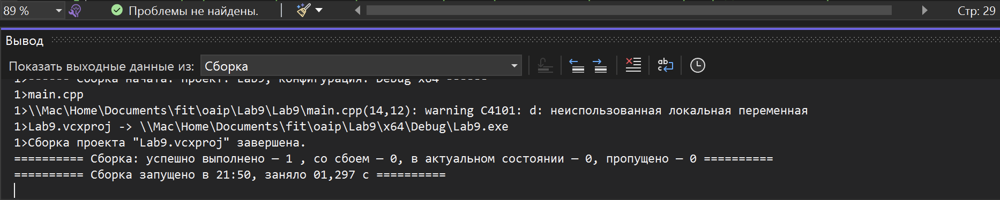 89 %
Проблемы не найдены.
Стр: 29
Вывод
Показать выходные данные из: Сборка
1>------ Сборка начата: проект: Lab9, Конфигурация: Debug x64 ------
1>main.cpp
1>\\Mac\Home\Documents\fit\oaip\Lab9\Lab9\main.cpp(14,12): warning C4101: d: неиспользованная локальная переменная
1>Lab9.vcxproj -> \\Mac\Home\Documents\fit\oaip\Lab9\x64\Debug\Lab9.exe
1>Сборка проекта "Lab9.vcxproj" завершена.
========== Сборка: успешно выполнено — 1 , со сбоем — 0, в актуальном состоянии — 0, пропущено — 0 ==========
========== Сборка запущено в 21:50, заняло 01,297 с ==========